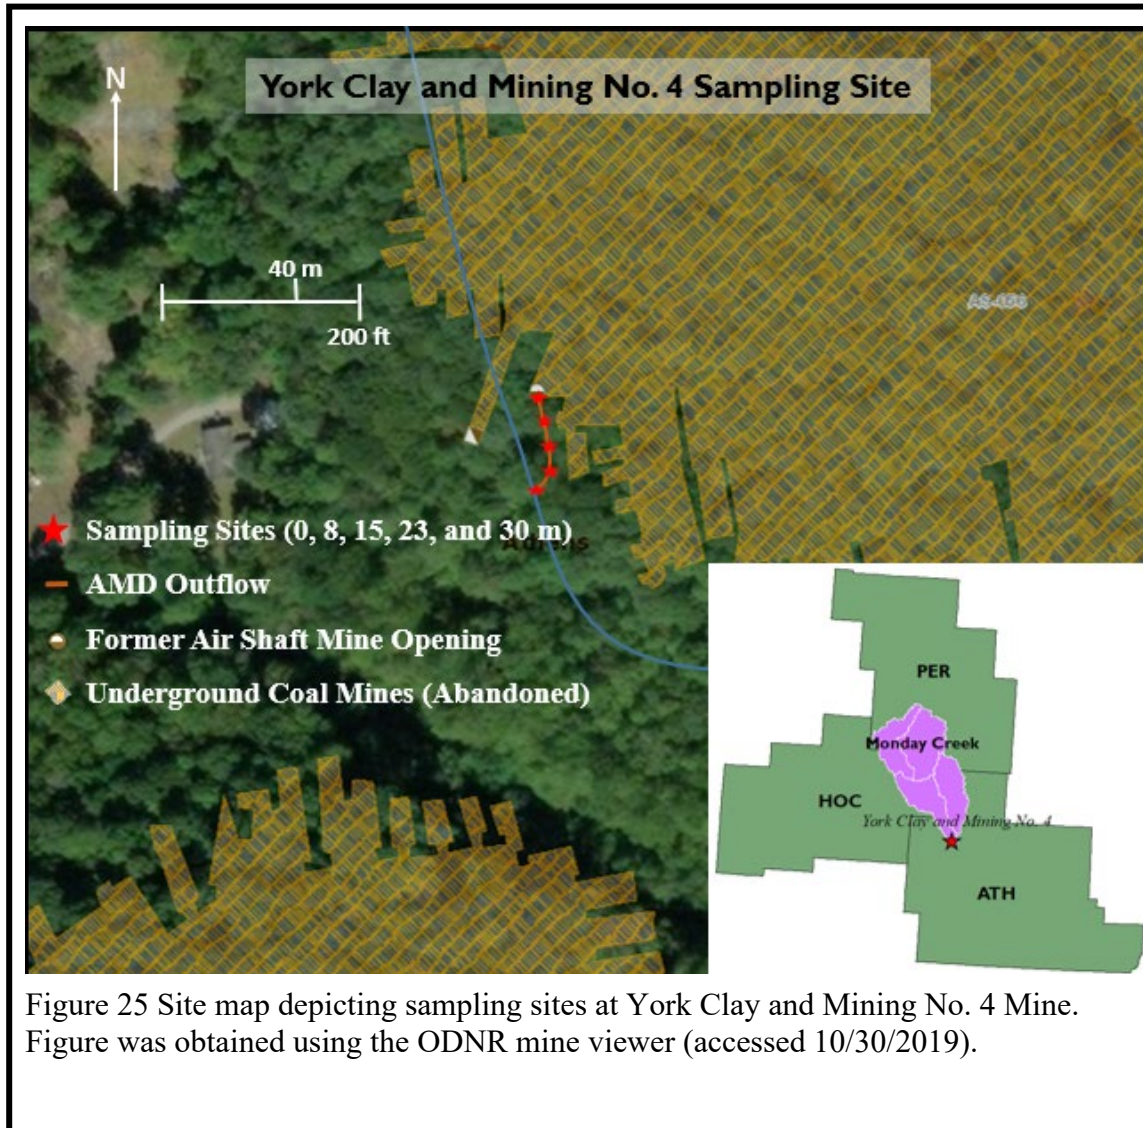 York Clay and Mining No. 4 Sampling Site
N
40 m
200 ft
AS-456
Sampling Sites (0, 8, 15, 23, and 30 m)
AMD Outflow
Former Air Shaft Mine Opening
Underground Coal Mines (Abandoned)
PER
Monday Creek
HOC
York Clay and Mining No. 4
ATH
Figure 25 Site map depicting sampling sites at York Clay and Mining No. 4 Mine.
Figure was obtained using the ODNR mine viewer (accessed 10/30/2019).